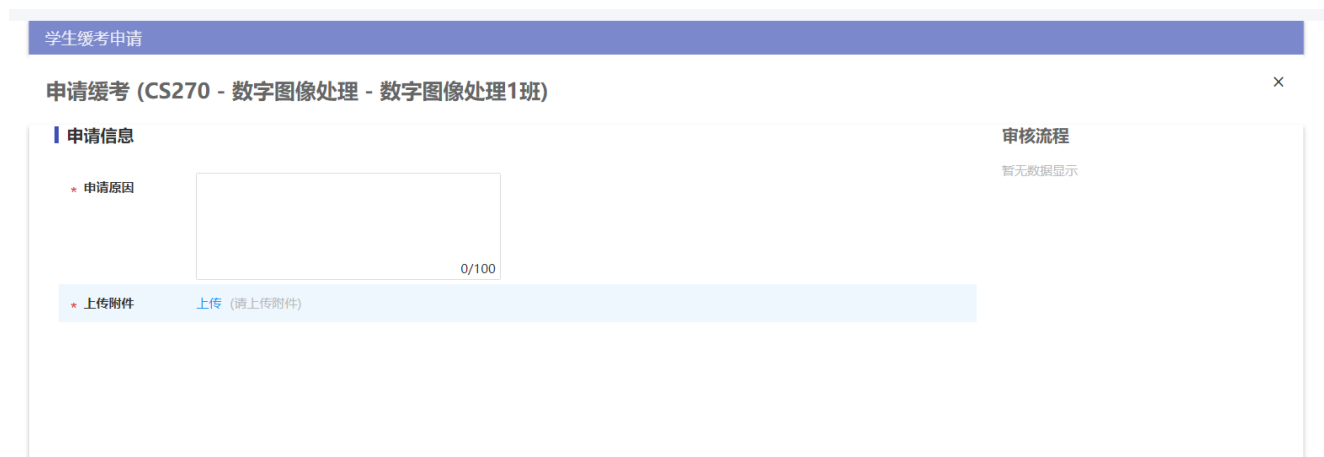 学生缓考申请
申请缓考 (CS270 - 数字图像处理 - 数字图像处理1班)
×
申请信息
* 申请原因
0/100
* 上传附件 上传 (请上传附件)
审核流程
暂无数据显示